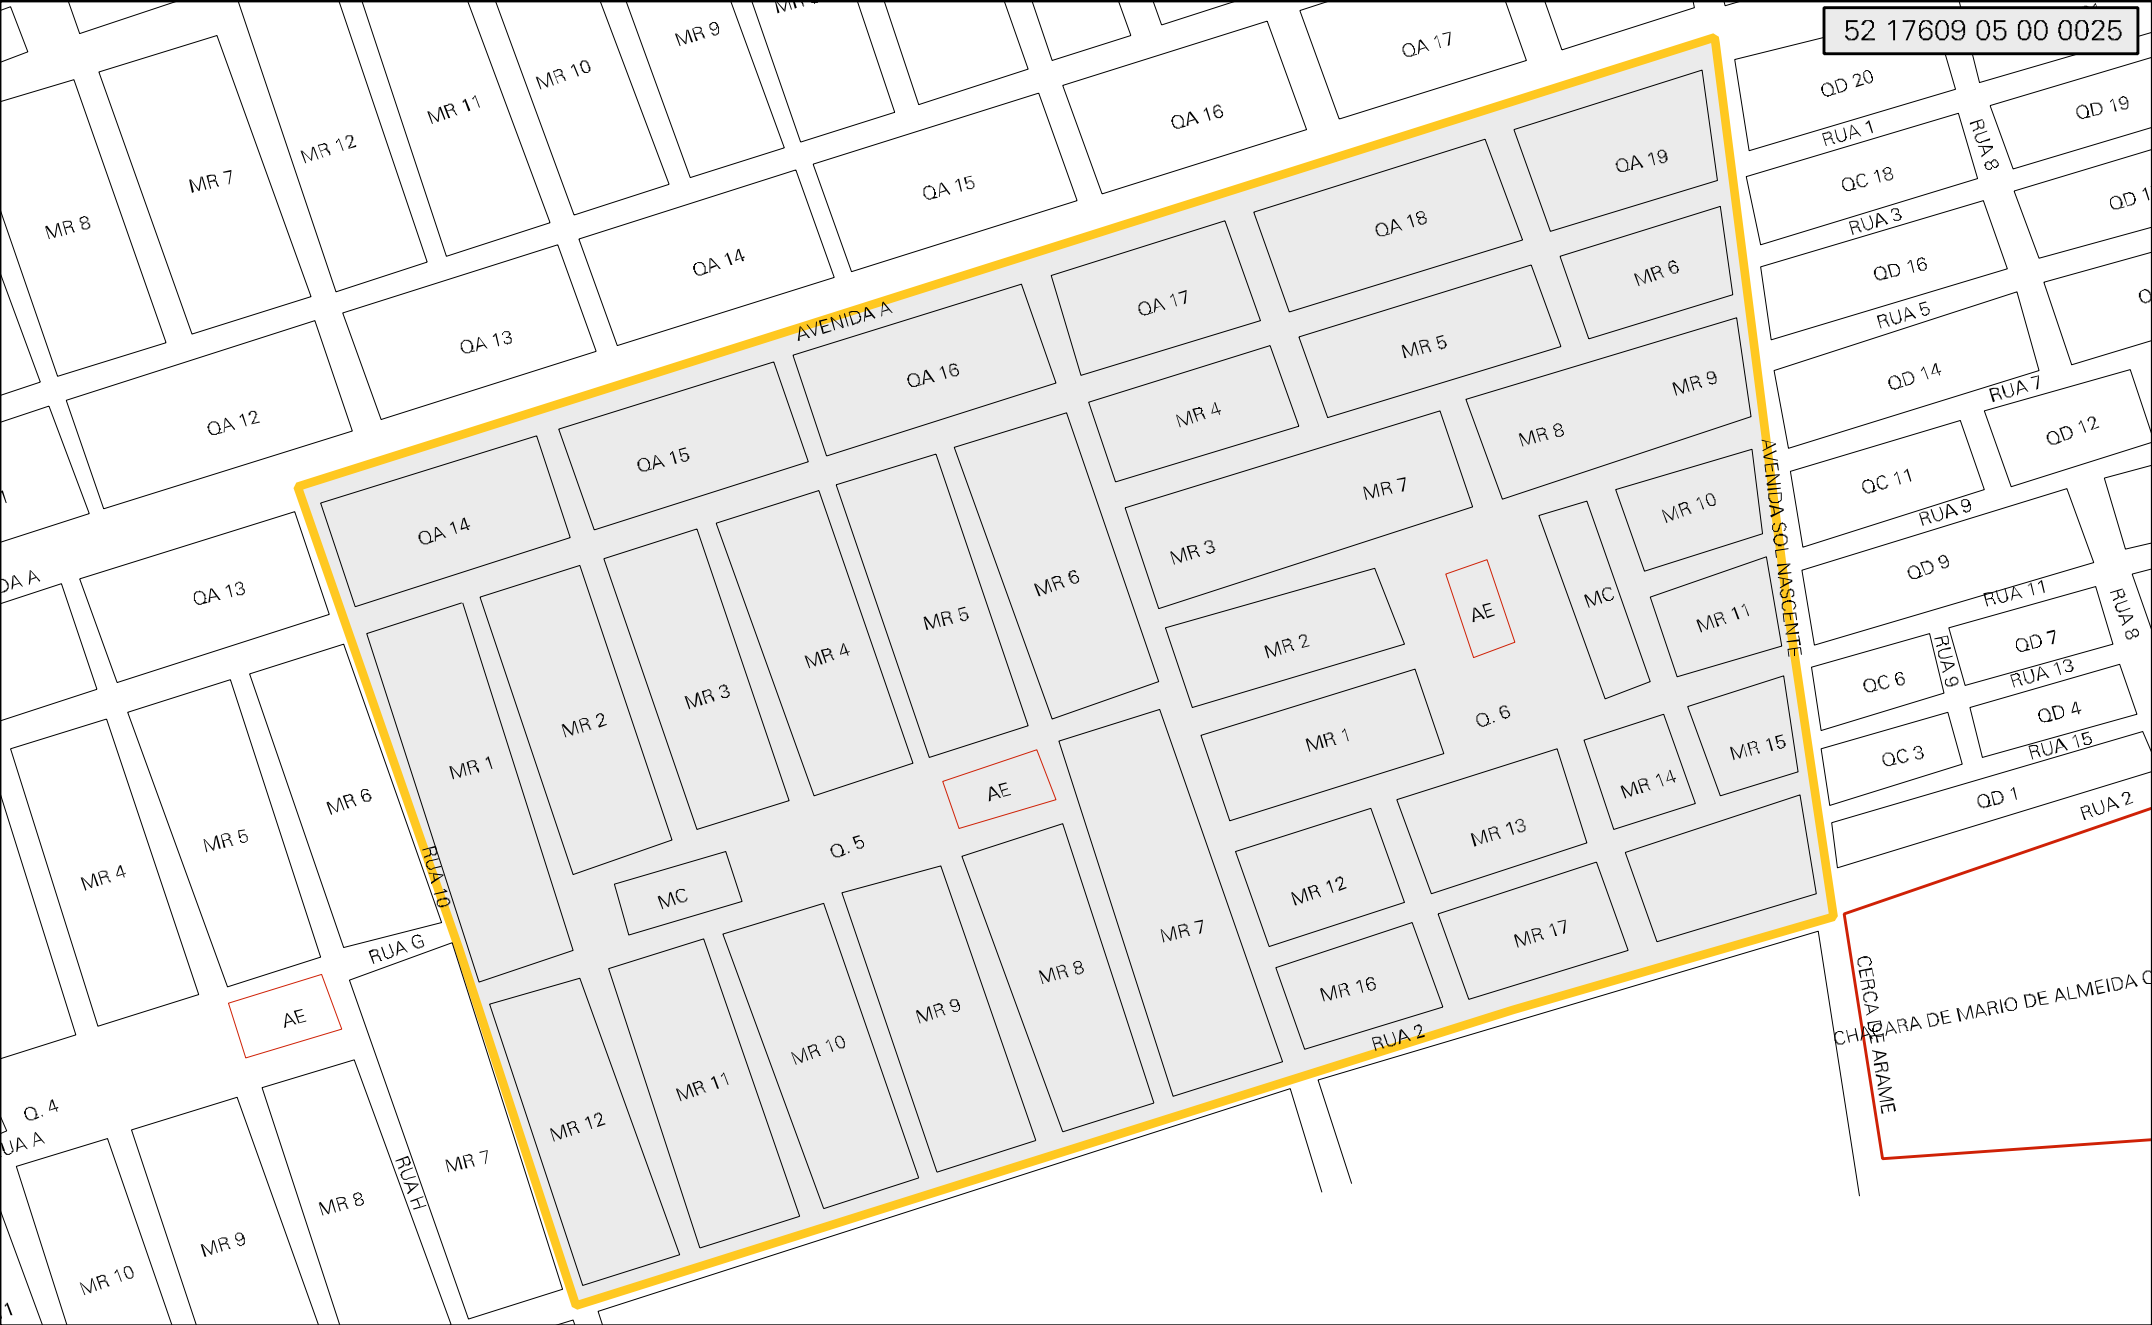 52 17609 05 00 0025
MR 9
MR 10
MR 11
MR 12
MR 7
MR 8
QA 17
QA 16
QA 15
QA 14
QA 13
QA 12
QD 20
QD 19
RUA 1
RUA 8
QC 18
RUA 3
QD 16
RUA 5
QD 14
RUA 7
QD 12
QC 11
RUA 9
QD 9
RUA 11
QD 7
RUA 8
RUA 9
QC 6
RUA 13
QD 4
QC 3
RUA 15
QD 1
RUA 2
AVENIDA A
QA 19
QA 18
QA 17
QA 16
QA 15
QA 14
MR 6
MR 5
MR 4
MR 9
MR 8
MR 7
MR 3
MR 10
MC
MR 11
AE
MR 2
MR 1
Q. 6
MR 15
MR 14
MR 13
MR 12
MR 17
MR 16
AVENIDA SOL NASCENTE
MR 6
MR 5
MR 4
MR 3
MR 2
MR 1
AE
Q. 5
MC
MR 7
MR 8
MR 9
MR 10
MR 11
MR 12
RUA 10
RUA 2
QA 13
MR 6
MR 5
MR 4
RUA G
AE
Q. 4
MR 7
RUA H
MR 8
MR 9
MR 10
CERCA DE ARAME
CHACARA DE MARIO DE ALMEIDA